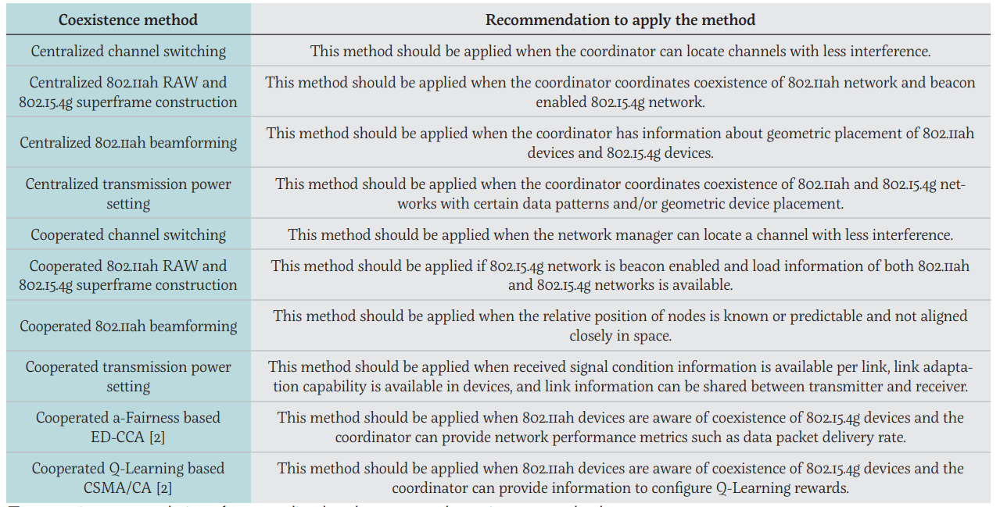 Coexistence method
Recommendation to apply the method
Centralized channel switching
This method should be applied when the coordinator can locate channels with less interference.
Centralized 802.11ah RAW and
802.15.4g superframe construction
This method should be applied when the coordinator coordinates coexistence of 802.11ah network and beacon
enabled 802.15.4g network.
Centralized 802.11ah beamforming
This method should be applied when the coordinator has information about geometric placement of 802.11ah
devices and 802.15.4g devices.
Centralized transmission power
setting
This method should be applied when the coordinator coordinates coexistence of 802.11ah and 802.15.4g net-
works with certain data patterns and/or geometric device placement.
Cooperated channel switching
This method should be applied when the network manager can locate a channel with less interference.
Cooperated 802.11ah RAW and
802.15.4g superframe construction
This method should be applied if 802.15.4g network is beacon enabled and load information of both 802.11ah
and 802.15.4g networks is available.
Cooperated 802.11ah beamforming
This method should be applied when the relative position of nodes is known or predictable and not aligned
closely in space.
Cooperated transmission power
setting
This method should be applied when received signal condition information is available per link, link adapta-
tion capability is available in devices, and link information can be shared between transmitter and receiver.
Cooperated a-Fairness based
ED-CCA [2]
This method should be applied when 802.11ah devices are aware of coexistence of 802.15.4g devices and the
coordinator can provide network performance metrics such as data packet delivery rate.
Cooperated Q-Learning based
CSMA/CA [2]
This method should be applied when 802.11ah devices are aware of coexistence of 802.15.4g devices and the
coordinator can provide information to configure Q-Learning rewards.